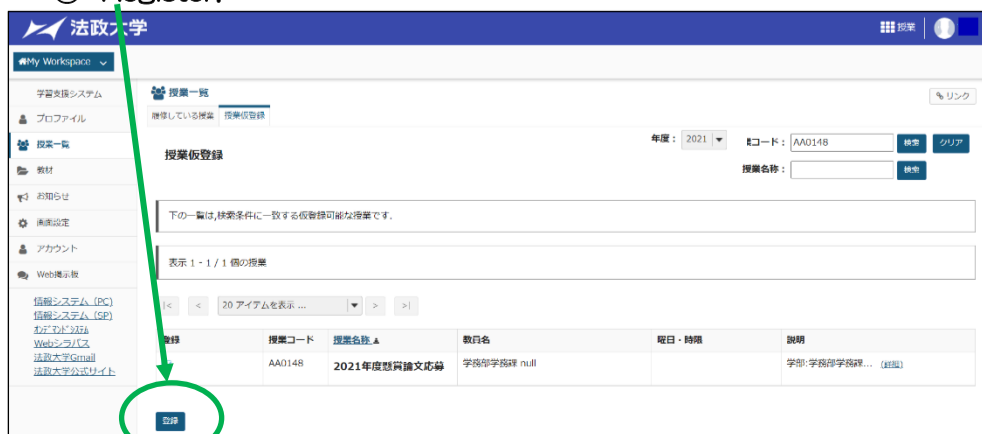 Register.
法政大学
授業
My Workspace
学習支援システム
授業一覧
リンク
プロファイル
履修している授業 授業仮登録
授業一覧
年度： 2021
コード： AA0148 検索 クリア
授業仮登録
教材
授業名称： 検索
お知らせ
下の一覧は,検索条件に一致する仮登録可能な授業です.
画面設定
アカウント
表示 1 - 1 / 1 個の授業
Web掲示板
情報システム（PC)
情報システム（SP)
|< < 20 アイテムを表示 ... > >|
オンデマンドシステム
Webシラバス
登録 授業コード 授業名称▲ 教員名 曜日・時限 説明
法政大学Gmail
AA0148 2021年度懸賞論文応募 学務部学務課 null 学部:学務部学務課... (詳細)
法政大学公式サイト
登録